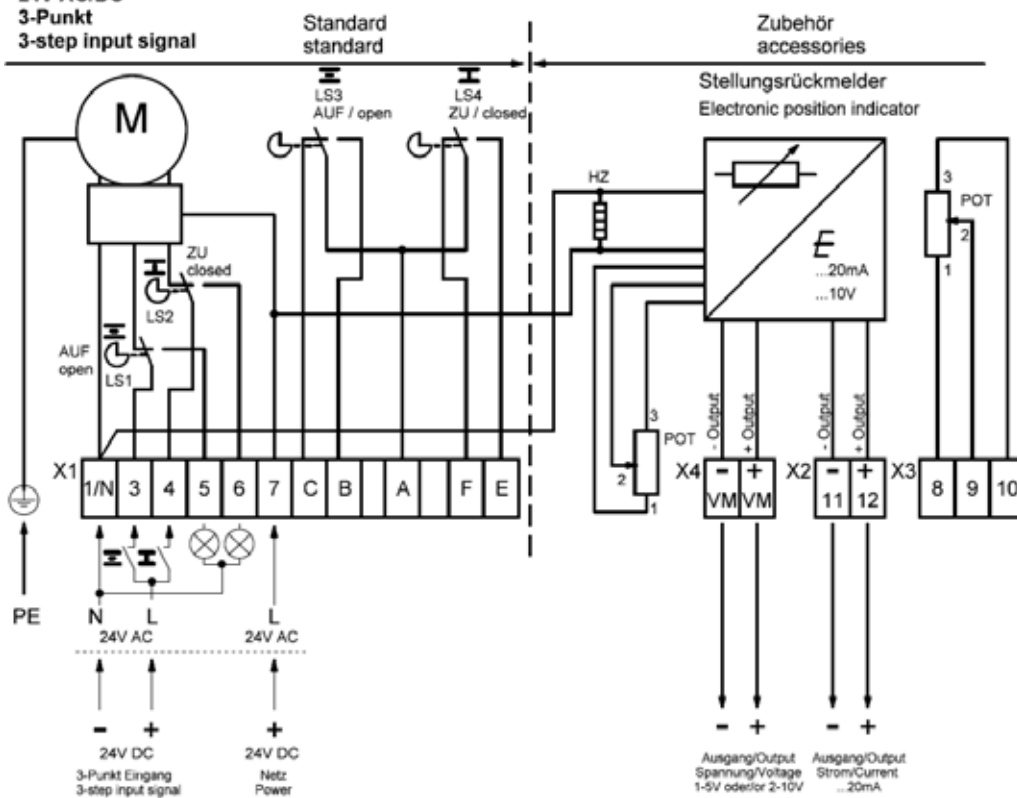 3-Punkt
3-step input signal
Standard
standard
Zubehör
accessories
Stellungsrückmelder
Electronic position indicator
M
LS3
AUF / open
LS4
ZU / closed
HZ
...20mA
...10V
3
POT
2
1
ZU
closed
LS2
AUF
open
LS1
3
POT
2
1
- Output
+ Output
- Output
+ Output
X1
1/N
3
4
5
6
7
C
B
A
F
E
X4
-
VM
+
VM
X2
-
11
+
12
X3
8
9
10
PE
N
L
24V AC
L
24V AC
-
+
24V DC
3-Punkt Eingang
3-step input signal
+
24V DC
Netz
Power
-
+
Ausgang/Output
Spannung/Voltage
1-5V oder/or 2-10V
-
+
Ausgang/Output
Strom/Current
...20mA